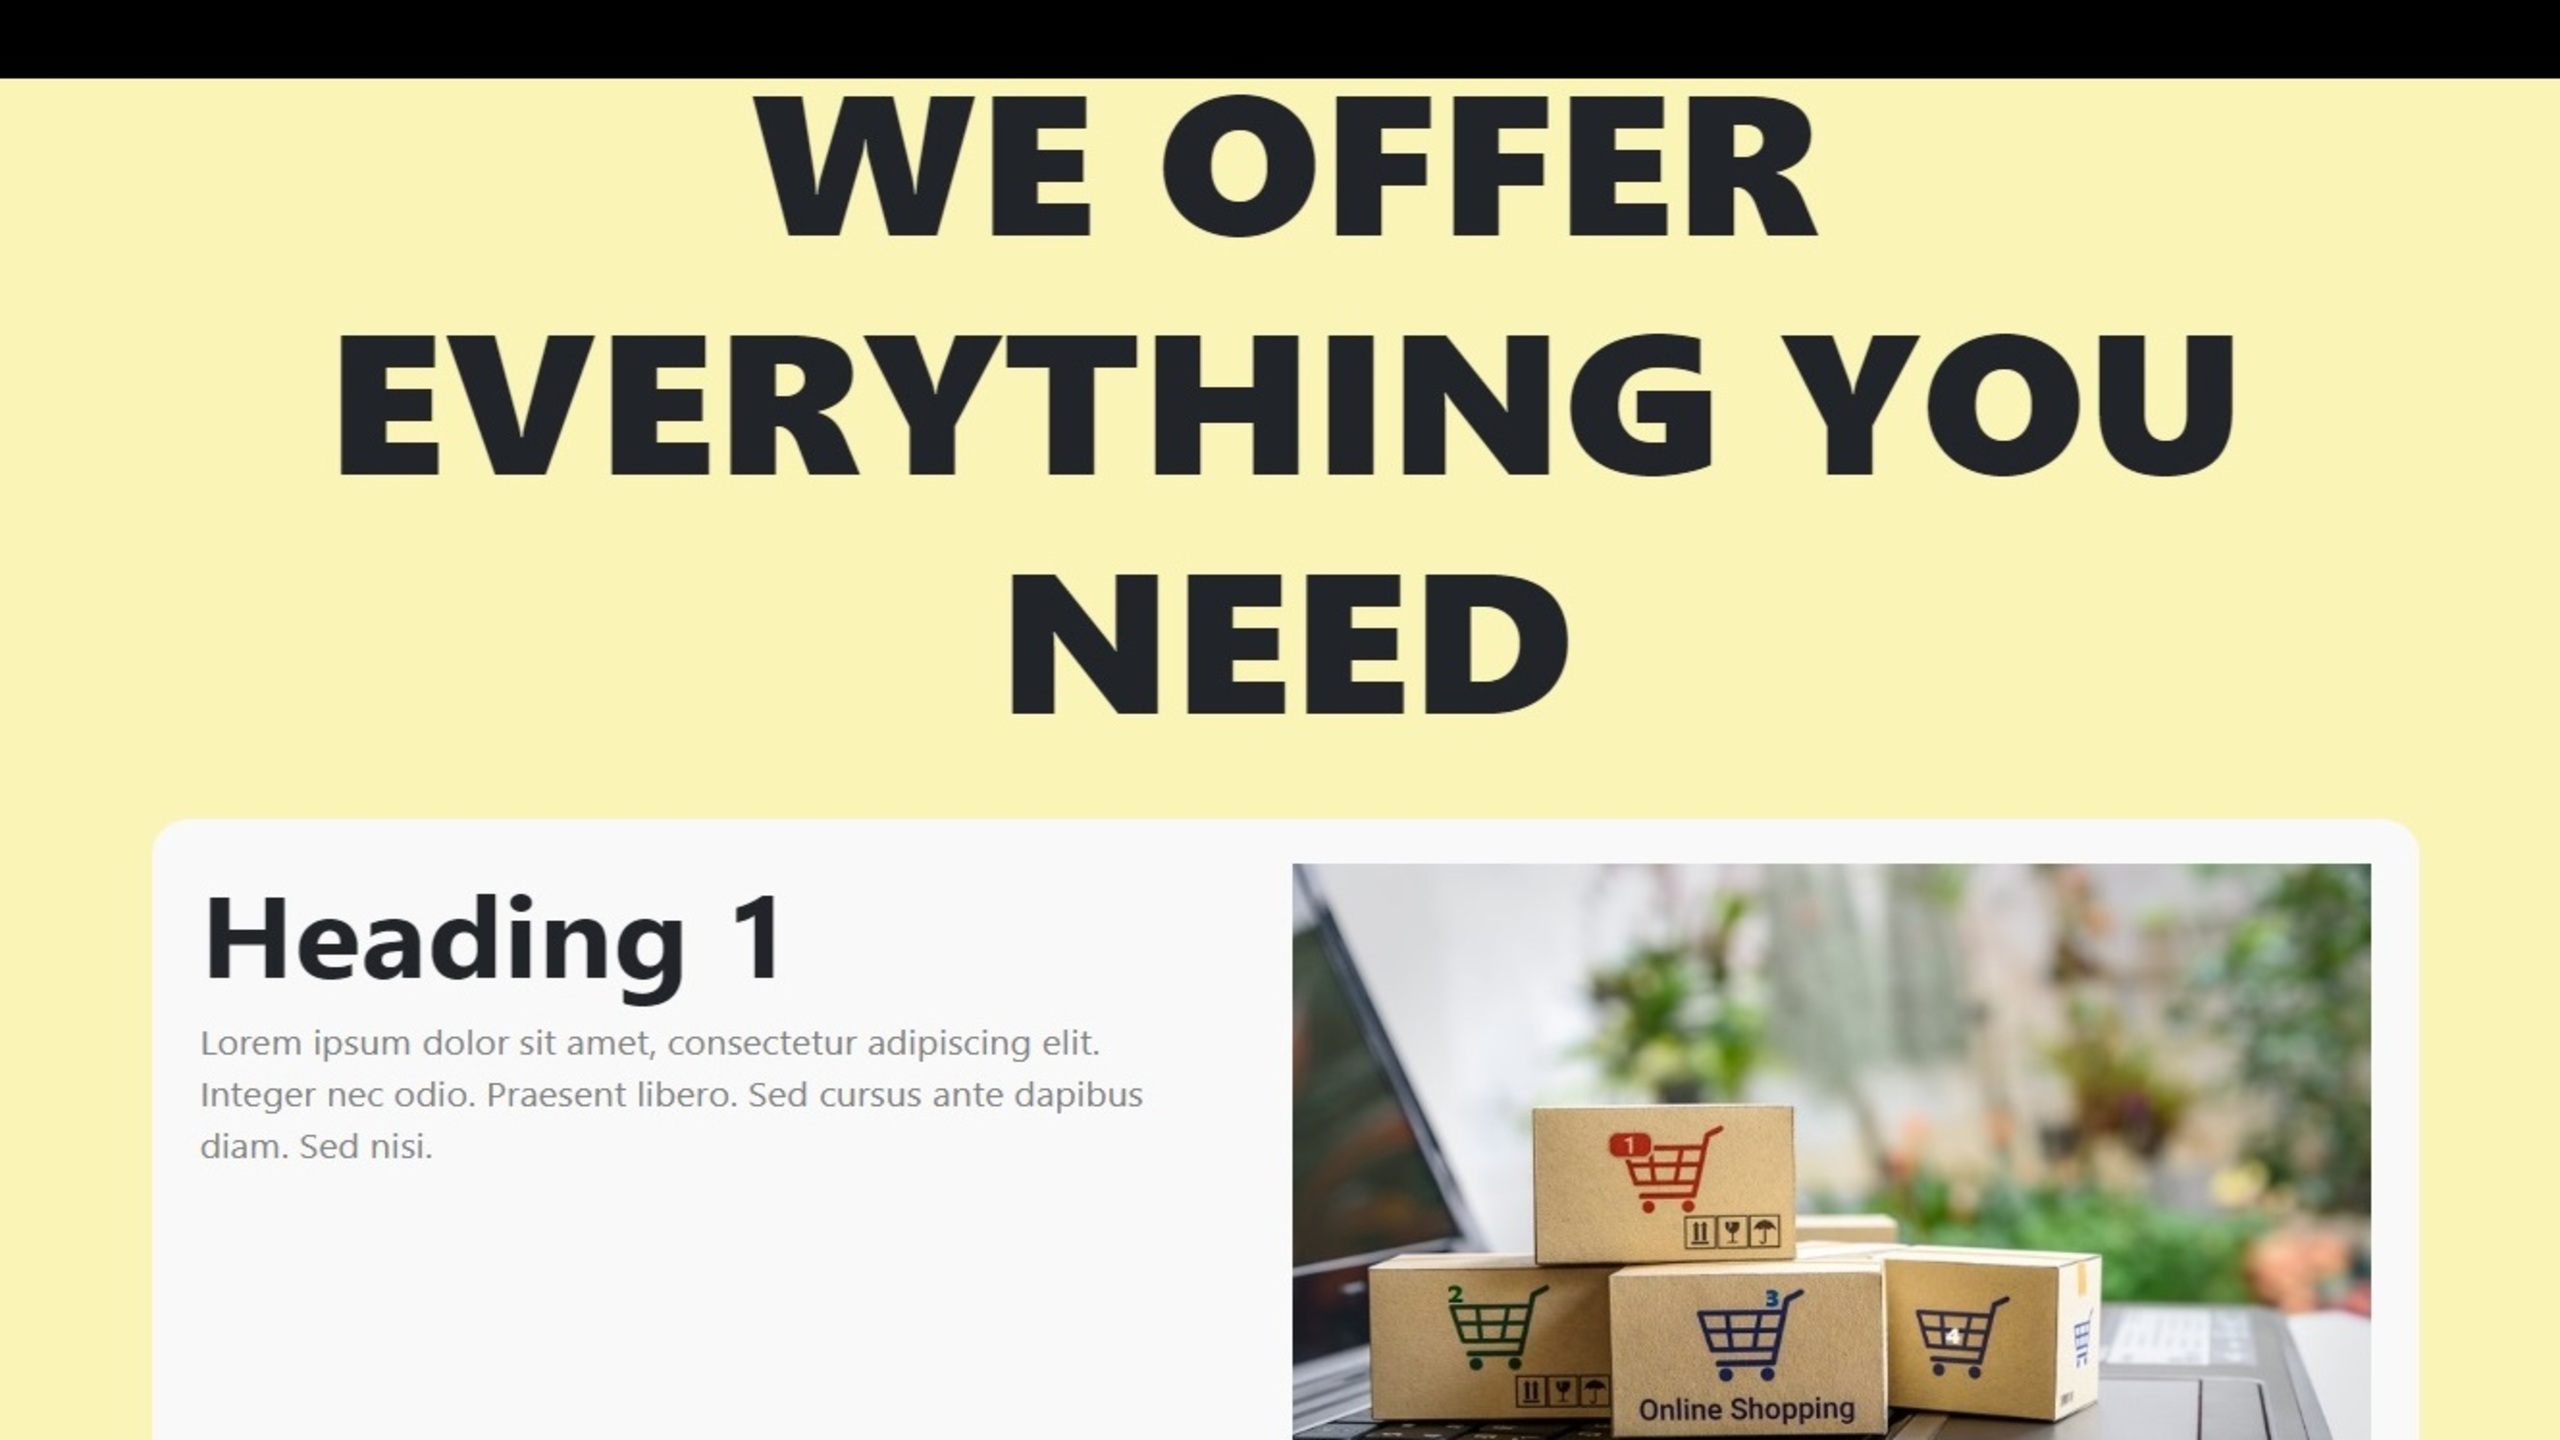 WE OFFER
EVERYTHING YOU
NEED
Heading 1
Lorem ipsum dolor sit amet, consectetur adipiscing elit.
Integer nec odio. Praesent libero. Sed cursus ante dapibus
diam. Sed nisi.
1
2
3
4
Online Shopping